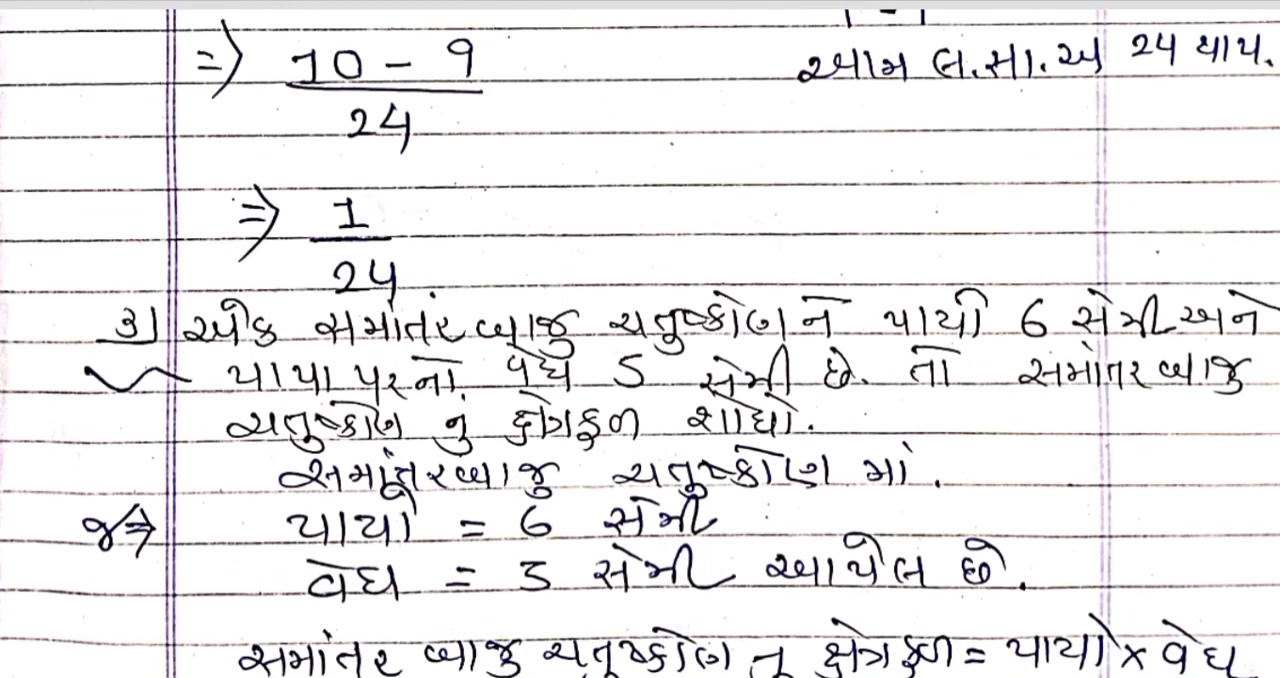 => 10 - 9
24
આમ લ.સા.અ 24 થાય.
=> 1
24
૩) એક સમાંતરબાજુ ચતુષ્કોણને પાયો 6 સેમી અને
પાયા પરનો વેધ 5 સેમી છે. તો સમાંતરબાજુ
ચતુષ્કોણ નું ક્ષેત્રફળ શોધો.
સમાંતરબાજુ ચતુષ્કોણ માં.
જ=> પાયો = 6 સેમી
વેધ = 5 સેમી આપેલ છે.
સમાંતર બાજુ ચતુષ્કોણ નુ ક્ષેત્રફળ = પાયો × વેધ